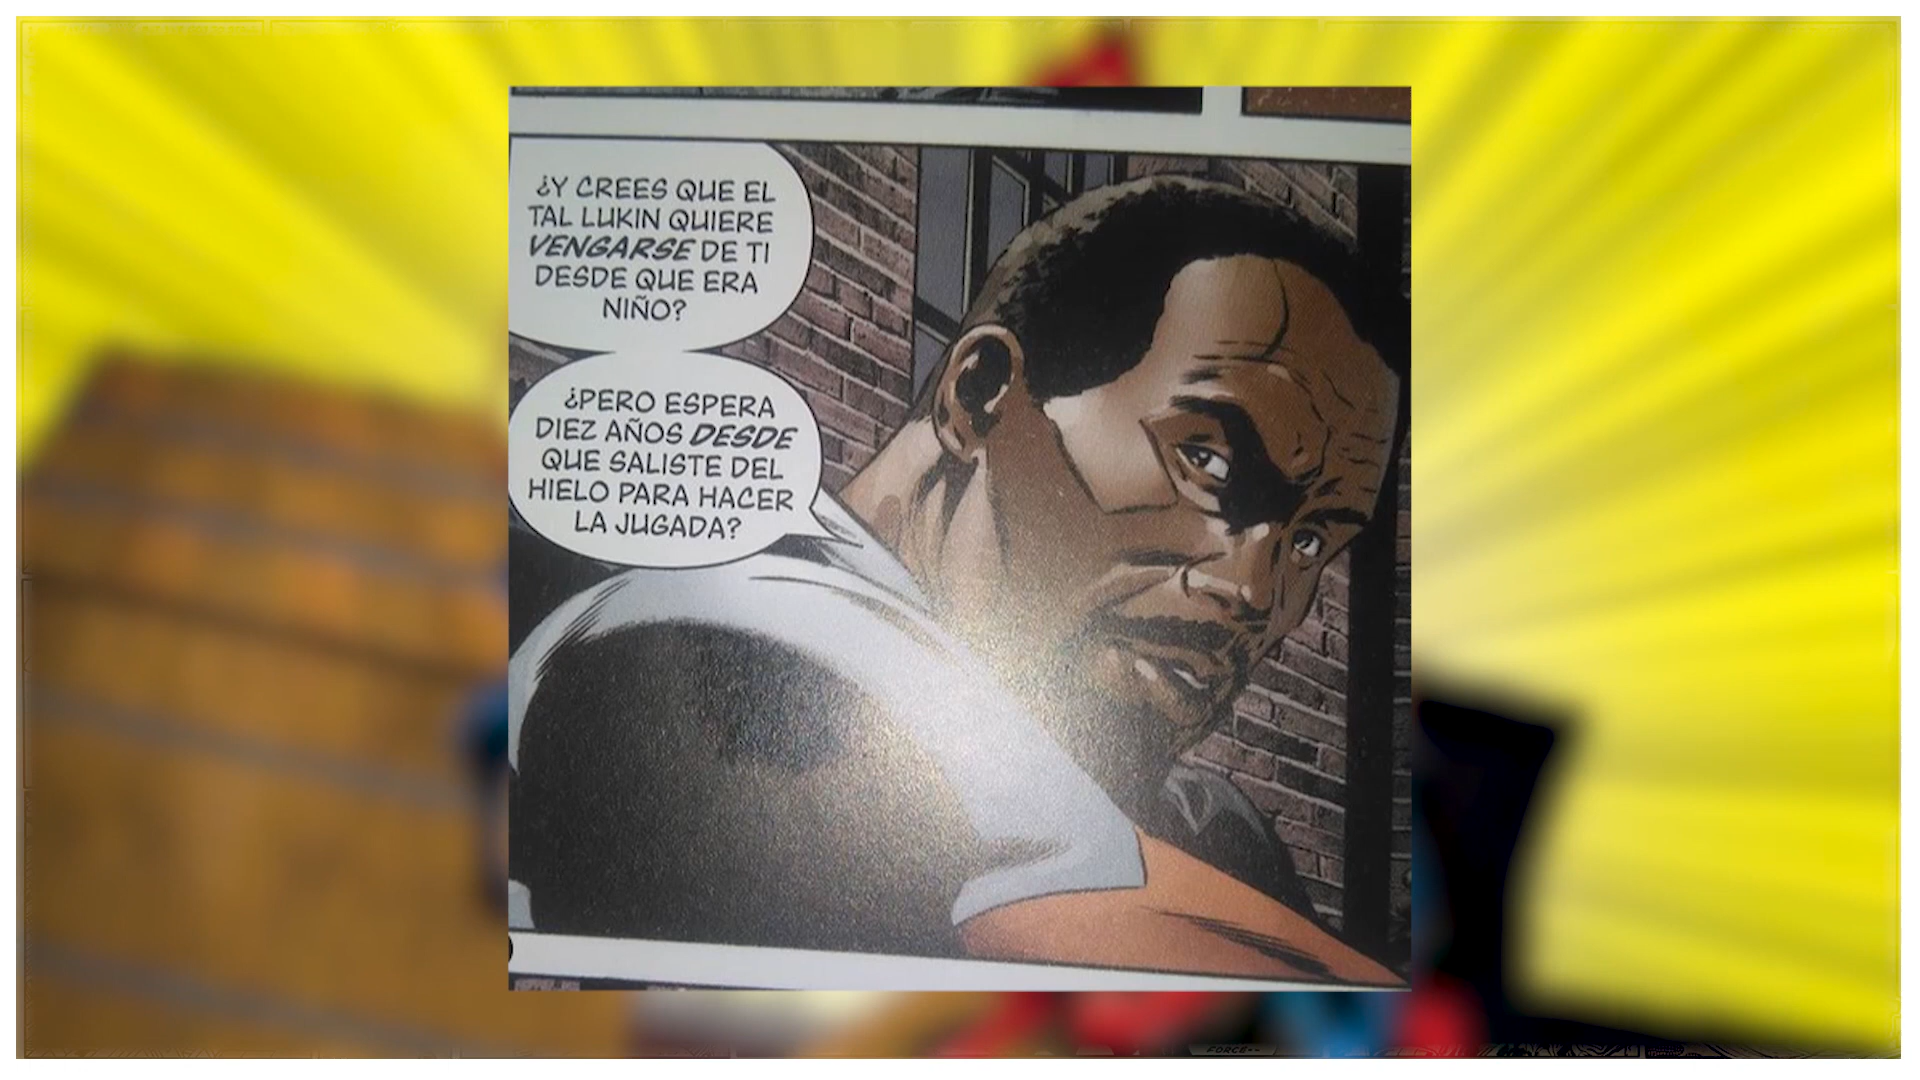 ¿Y CREES QUE EL
TAL LUKIN QUIERE
VENGARSE DE TI
DESDE QUE ERA
NIÑO?
¿PERO ESPERA
DIEZ AÑOS DESDE
QUE SALISTE DEL
HIELO PARA HACER
LA JUGADA?
FORCE--